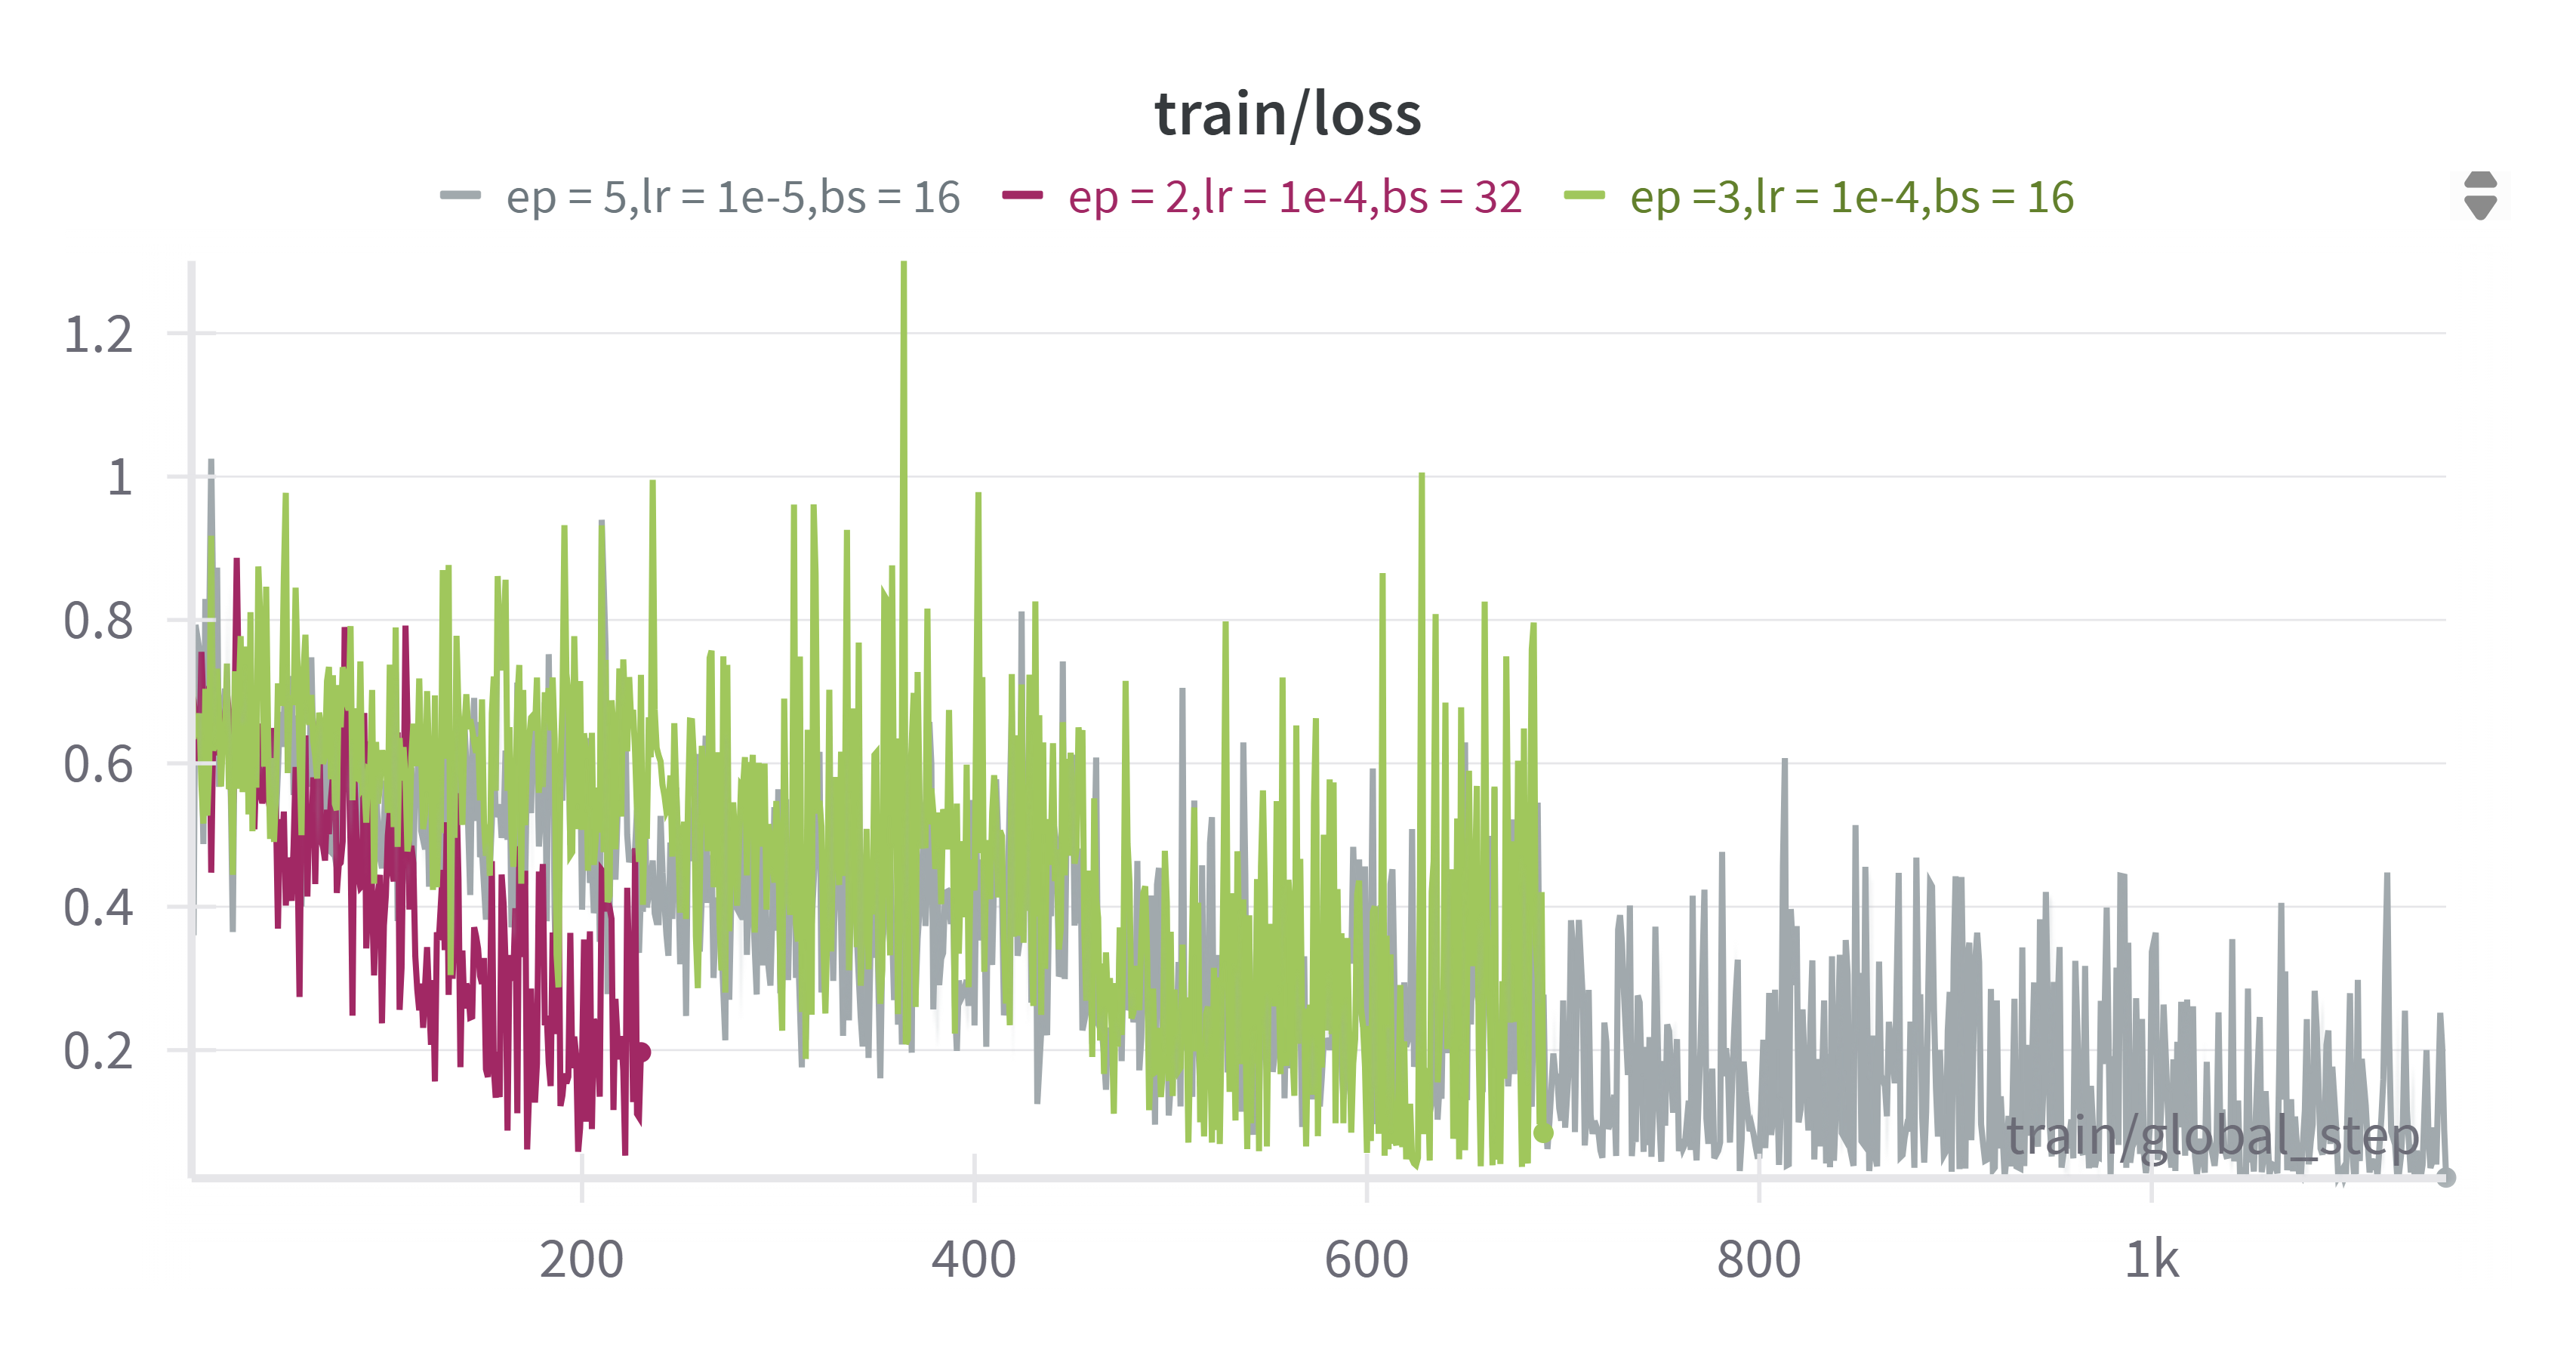 train/loss
ep = 5,lr = 1e-5,bs = 16 ep = 2,lr = 1e-4,bs = 32 ep =3,lr = 1e-4,bs = 16
1.2
1
0.8
0.6
0.4
0.2
train/global_step
200 400 600 800 1k